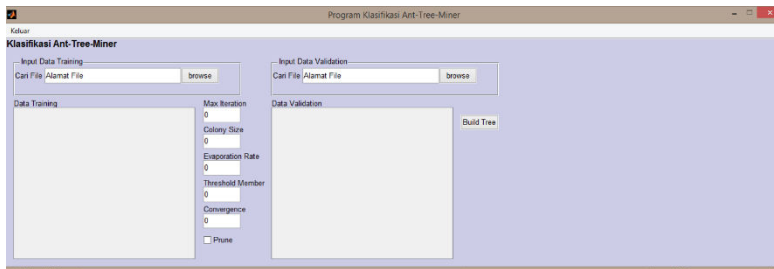 Program Klasifikasi Ant-Tree-Miner
Keluar
Klasifikasi Ant-Tree-Miner
Input Data Training
Cari File Alamat File browse
Input Data Validation
Cari File Alamat File browse
Data Training
Max Iteration
0
Colony Size
0
Evaporation Rate
0
Threshold Member
0
Convergence
0
Prune
Data Validation
Build Tree